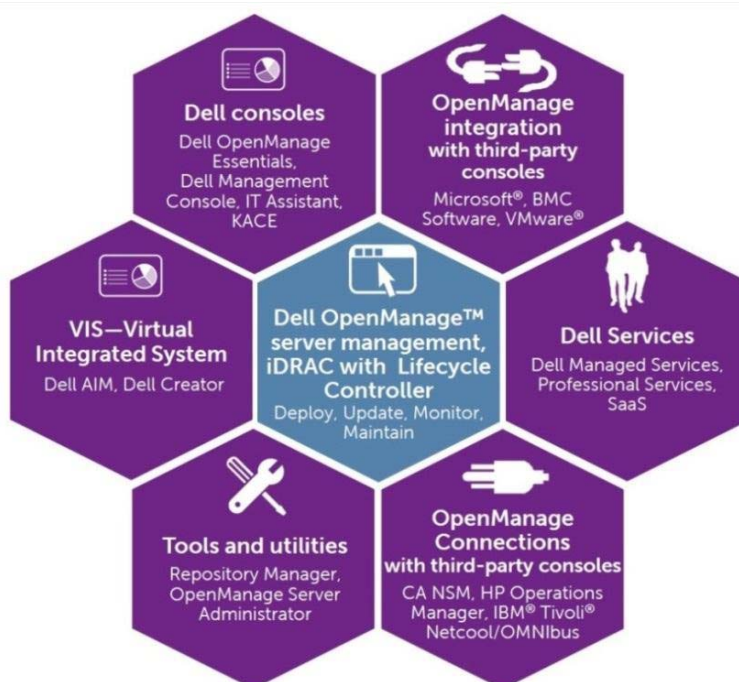 Dell consoles
Dell OpenManage
Essentials,
Dell Management
Console, IT Assistant,
KACE
OpenManage
integration
with third-party
consoles
Microsoft®, BMC
Software, VMware®
VIS—Virtual
Integrated System
Dell AIM, Dell Creator
Dell OpenManage™
server management,
iDRAC with Lifecycle
Controller
Deploy, Update, Monitor,
Maintain
Dell Services
Dell Managed Services,
Professional Services,
SaaS
Tools and utilities
Repository Manager,
OpenManage Server
Administrator
OpenManage
Connections
with third-party consoles
CA NSM, HP Operations
Manager, IBM® Tivoli®
Netcool/OMNIbus